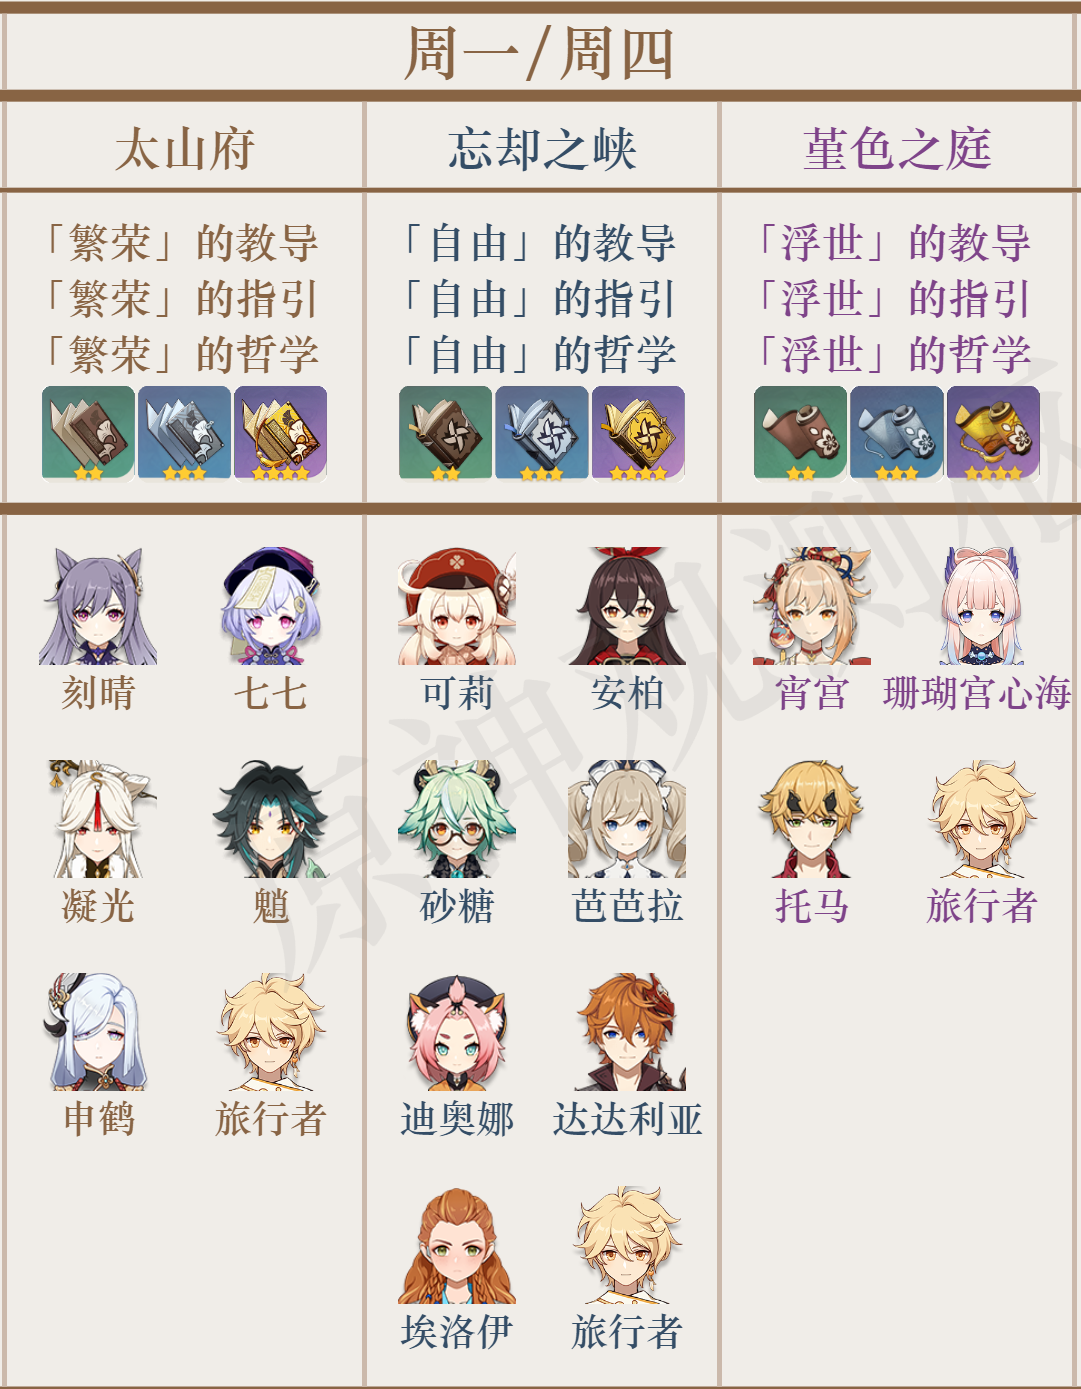 周一/周四
太山府
忘却之峡
堇色之庭
「繁荣」的教导
「繁荣」的指引
「繁荣」的哲学
「自由」的教导
「自由」的指引
「自由」的哲学
「浮世」的教导
「浮世」的指引
「浮世」的哲学
刻晴 七七
凝光 魈
申鹤 旅行者
可莉 安柏
砂糖 芭芭拉
迪奥娜 达达利亚
埃洛伊 旅行者
宵宫 珊瑚宫心海
托马 旅行者
原神观测枢